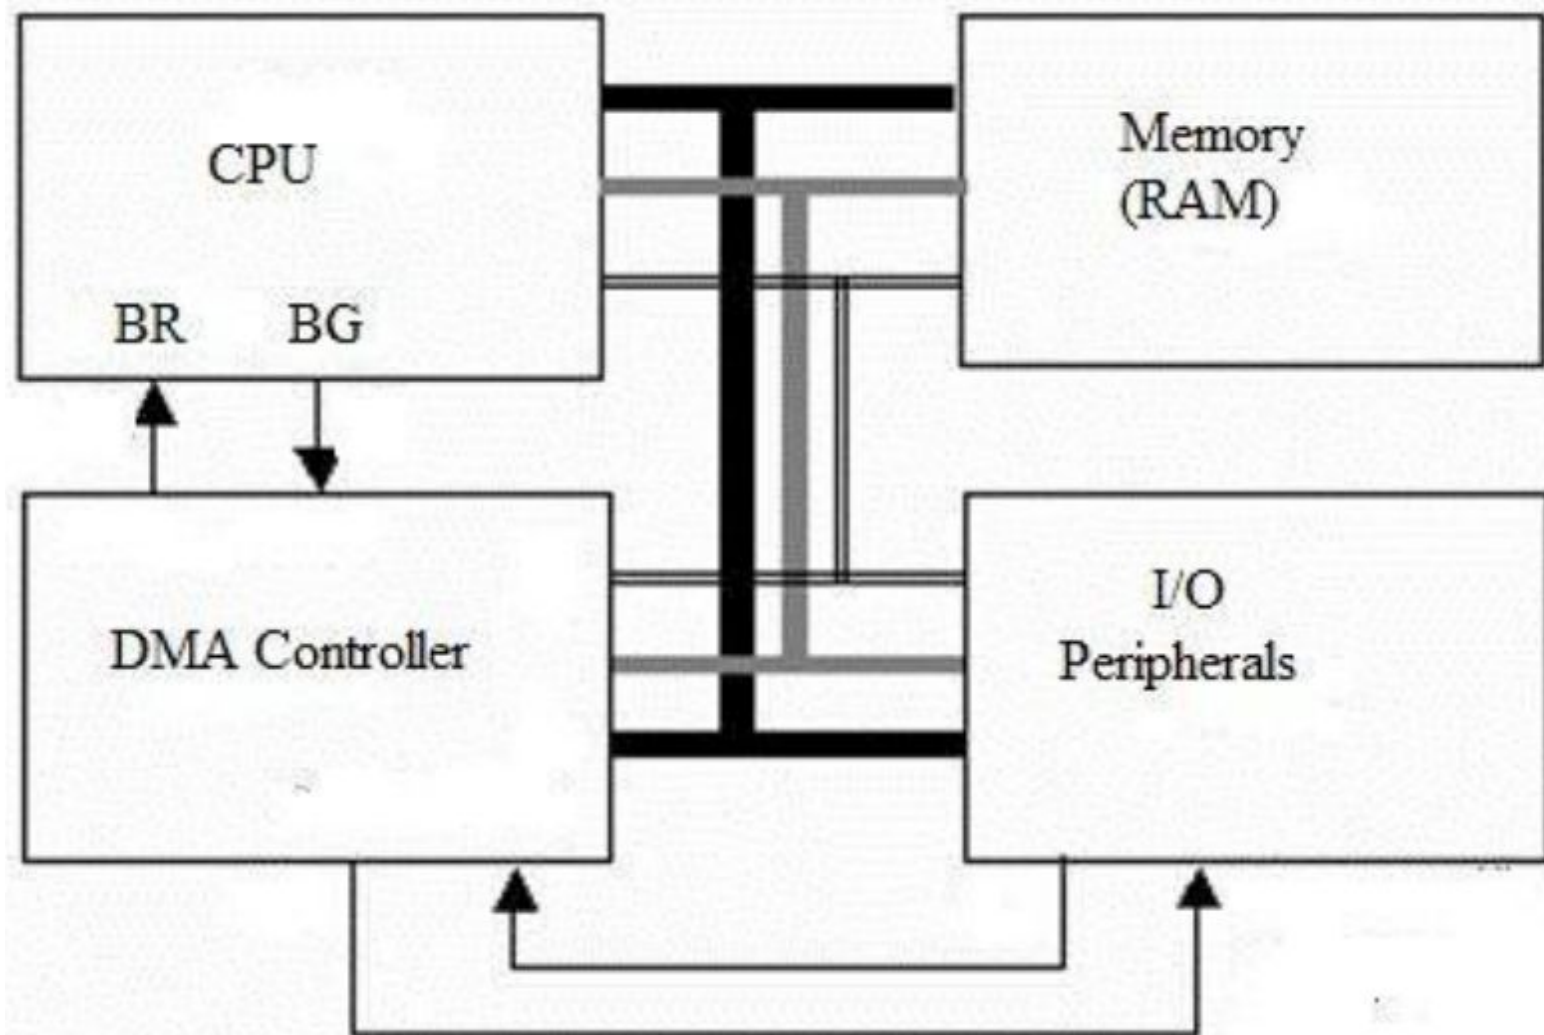 CPU
BR BG
Memory
(RAM)
DMA Controller
I/O
Peripherals